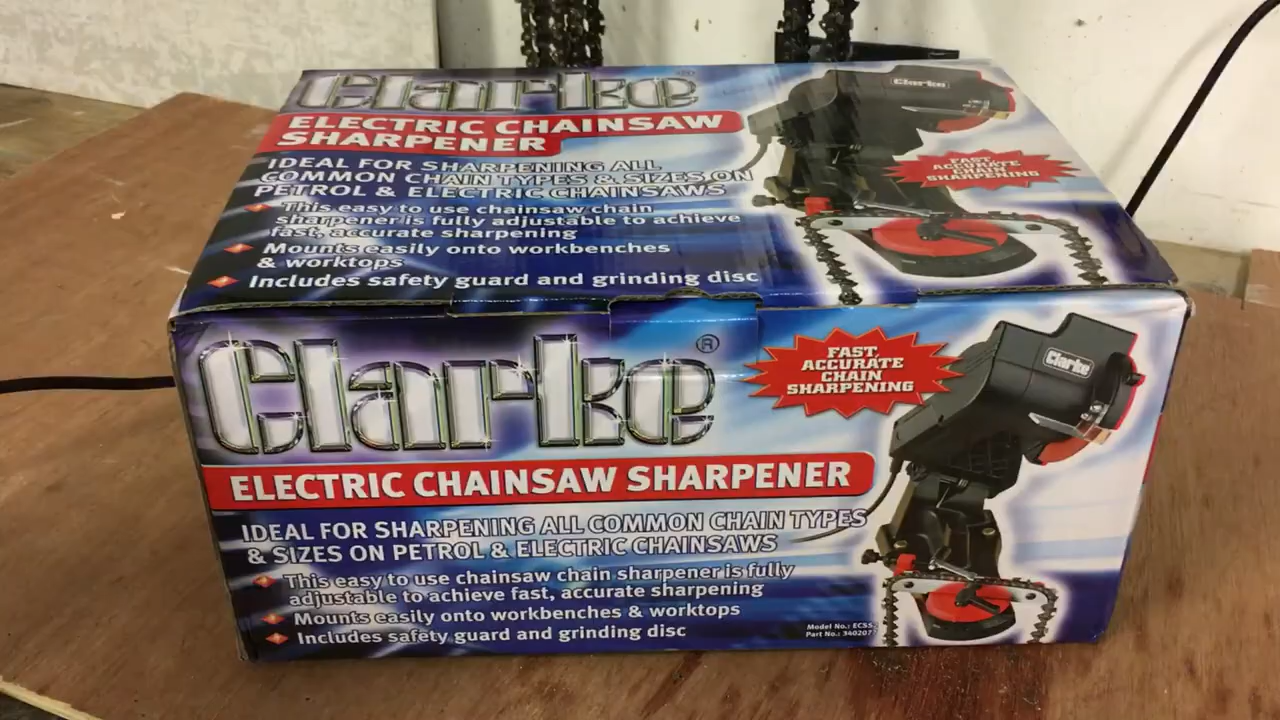 Clarke®
ELECTRIC CHAINSAW
SHARPENER
IDEAL FOR SHARPENING ALL
COMMON CHAIN TYPES & SIZES ON
PETROL & ELECTRIC CHAINSAWS
This easy to use chainsaw chain
sharpener is fully adjustable to achieve
fast, accurate sharpening
Mounts easily onto workbenches
& worktops
Includes safety guard and grinding disc
Clarke
FAST,
ACCURATE
CHAIN
SHARPENING
Clarke®
ELECTRIC CHAINSAW SHARPENER
IDEAL FOR SHARPENING ALL COMMON CHAIN TYPES
& SIZES ON PETROL & ELECTRIC CHAINSAWS
This easy to use chainsaw chain sharpener is fully
adjustable to achieve fast, accurate sharpening
Mounts easily onto workbenches & worktops
Includes safety guard and grinding disc
FAST,
ACCURATE
CHAIN
SHARPENING
Clarke
Model No.:
Part No.: